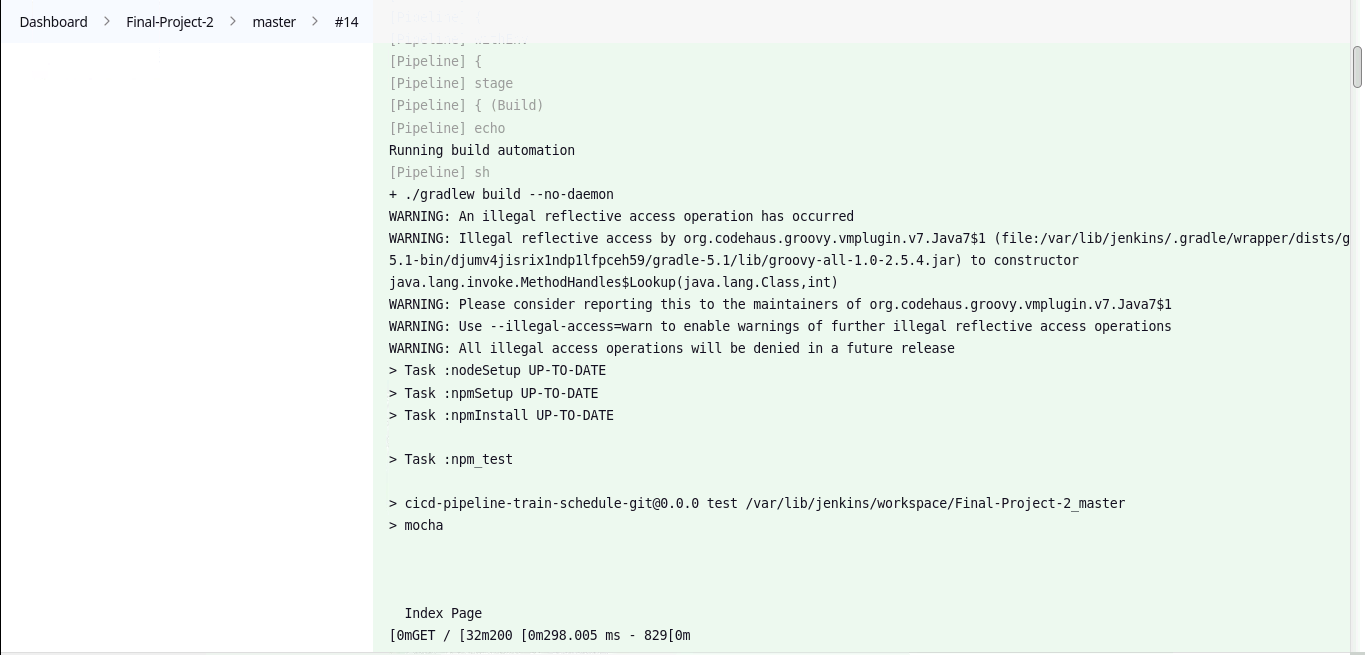 Dashboard > Final-Project-2 > master > #14
[Pipeline] {
[Pipeline] withEnv
[Pipeline] {
[Pipeline] stage
[Pipeline] { (Build)
[Pipeline] echo
Running build automation
[Pipeline] sh
+ ./gradlew build --no-daemon
WARNING: An illegal reflective access operation has occurred
WARNING: Illegal reflective access by org.codehaus.groovy.vmplugin.v7.Java7$1 (file:/var/lib/jenkins/.gradle/wrapper/dists/g
5.1-bin/djumv4jisrix1ndp1lfpceh59/gradle-5.1/lib/groovy-all-1.0-2.5.4.jar) to constructor
java.lang.invoke.MethodHandles$Lookup(java.lang.Class,int)
WARNING: Please consider reporting this to the maintainers of org.codehaus.groovy.vmplugin.v7.Java7$1
WARNING: Use --illegal-access=warn to enable warnings of further illegal reflective access operations
WARNING: All illegal access operations will be denied in a future release
> Task :nodeSetup UP-TO-DATE
> Task :npmSetup UP-TO-DATE
> Task :npmInstall UP-TO-DATE
> Task :npm_test
> cicd-pipeline-train-schedule-git@0.0.0 test /var/lib/jenkins/workspace/Final-Project-2_master
> mocha
Index Page
[0mGET / [32m200 [0m298.005 ms - 829[0m